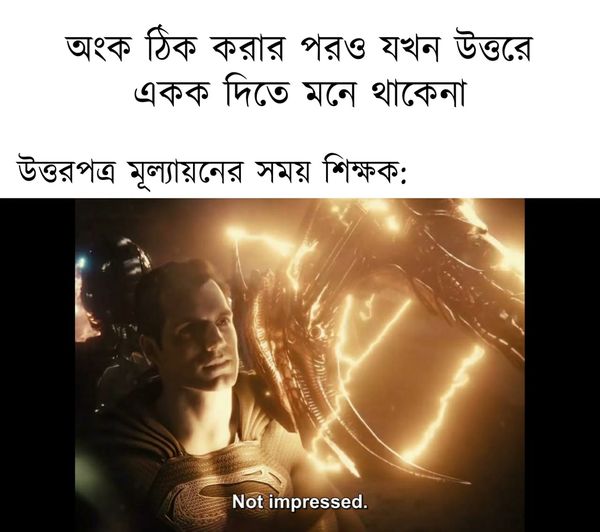 অংক ঠিক করার পরও যখন উত্তরে
একক দিতে মনে থাকেনা
উত্তরপত্র মূল্যায়নের সময় শিক্ষক:
Not impressed.